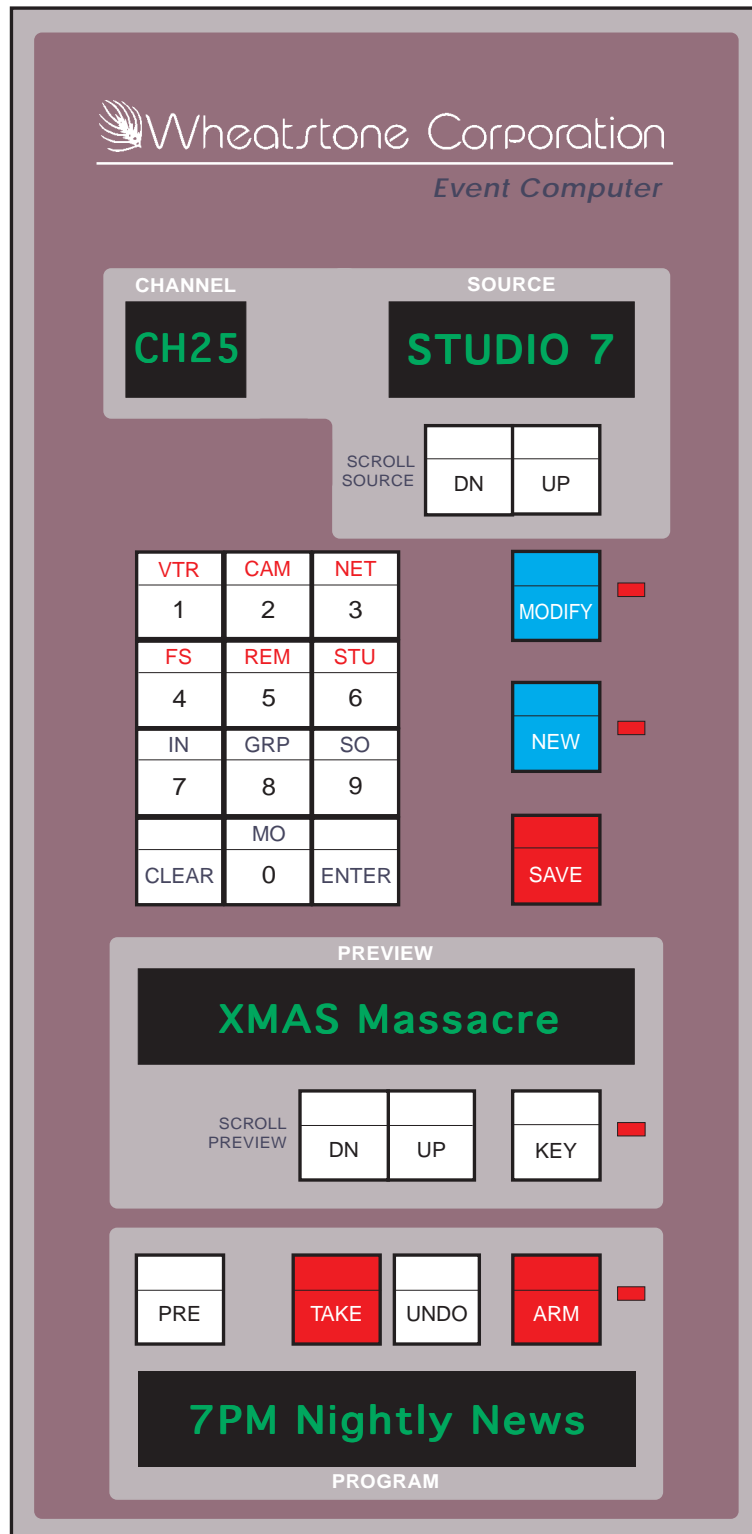 Wheatstone Corporation
Event Computer
CHANNEL
SOURCE
CH25
STUDIO 7
SCROLL
SOURCE
DN
UP
VTR
CAM
NET
1
2
3
MODIFY
FS
REM
STU
4
5
6
IN
GRP
SO
7
8
9
NEW
MO
CLEAR
0
ENTER
SAVE
PREVIEW
XMAS Massacre
SCROLL
PREVIEW
DN
UP
KEY
PRE
TAKE
UNDO
ARM
7PM Nightly News
PROGRAM